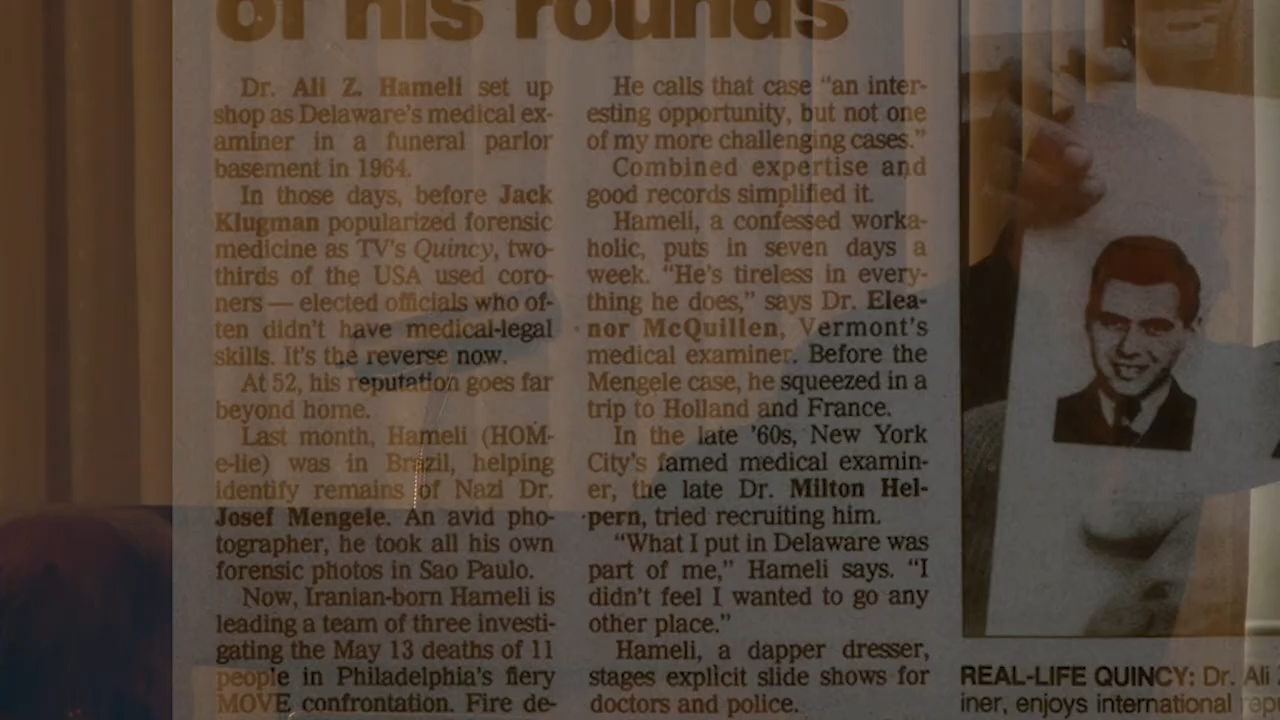 of his rounds
Dr. Ali Z. Hameli set up
shop as Delaware's medical ex-
aminer in a funeral parlor
basement in 1964.
In those days, before Jack
Klugman popularized forensic
medicine as TV's Quincy, two-
thirds of the USA used coro-
ners — elected officials who of-
ten didn't have medical-legal
skills. It's the reverse now.
At 52, his reputation goes far
beyond home.
Last month, Hameli (HOM-
e-lie) was in Brazil, helping
identify remains of Nazi Dr.
Josef Mengele. An avid pho-
tographer, he took all his own
forensic photos in Sao Paulo.
Now, Iranian-born Hameli is
leading a team of three investi-
gating the May 13 deaths of 11
people in Philadelphia's fiery
MOVE confrontation. Fire de-
He calls that case “an inter-
esting opportunity, but not one
of my more challenging cases.”
Combined expertise and
good records simplified it.
Hameli, a confessed worka-
holic, puts in seven days a
week. “He's tireless in every-
thing he does,” says Dr. Elea-
nor McQuillen, Vermont's
medical examiner. Before the
Mengele case, he squeezed in a
trip to Holland and France.
In the late '60s, New York
City's famed medical examin-
er, the late Dr. Milton Hel-
pern, tried recruiting him.
“What I put in Delaware was
part of me,” Hameli says. “I
didn't feel I wanted to go any
other place.”
Hameli, a dapper dresser,
stages explicit slide shows for
doctors and police.
REAL-LIFE QUINCY: Dr. Ali
iner, enjoys international